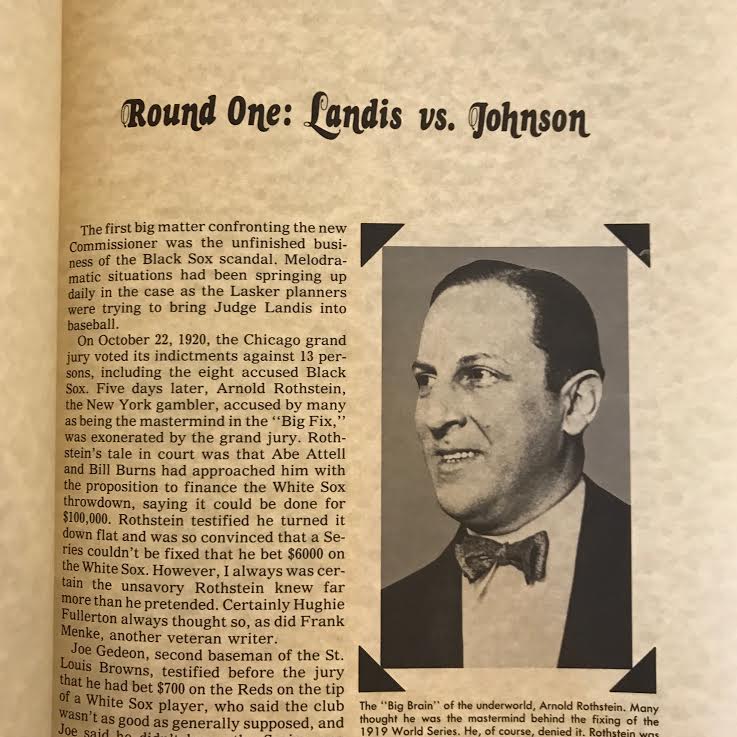 Round One: Landis vs. Johnson
The first big matter confronting the new
Commissioner was the unfinished busi-
ness of the Black Sox scandal. Melodra-
matic situations had been springing up
daily in the case as the Lasker planners
were trying to bring Judge Landis into
baseball.
On October 22, 1920, the Chicago grand
jury voted its indictments against 13 per-
sons, including the eight accused Black
Sox. Five days later, Arnold Rothstein,
the New York gambler, accused by many
as being the mastermind in the "Big Fix,"
was exonerated by the grand jury. Roth-
stein's tale in court was that Abe Attell
and Bill Burns had approached him with
the proposition to finance the White Sox
throwdown, saying it could be done for
$100,000. Rothstein testified he turned it
down flat and was so convinced that a Se-
ries couldn't be fixed that he bet $6000 on
the White Sox. However, I always was cer-
tain the unsavory Rothstein knew far
more than he pretended. Certainly Hughie
Fullerton always thought so, as did Frank
Menke, another veteran writer.
Joe Gedeon, second baseman of the St.
Louis Browns, testified before the jury
that he had bet $700 on the Reds on the tip
of a White Sox player, who said the club
wasn't as good as generally supposed, and
Joe said he didn't
The "Big Brain" of the underworld, Arnold Rothstein. Many
thought he was the mastermind behind the fixing of the
1919 World Series. He, of course, denied it. Rothstein was